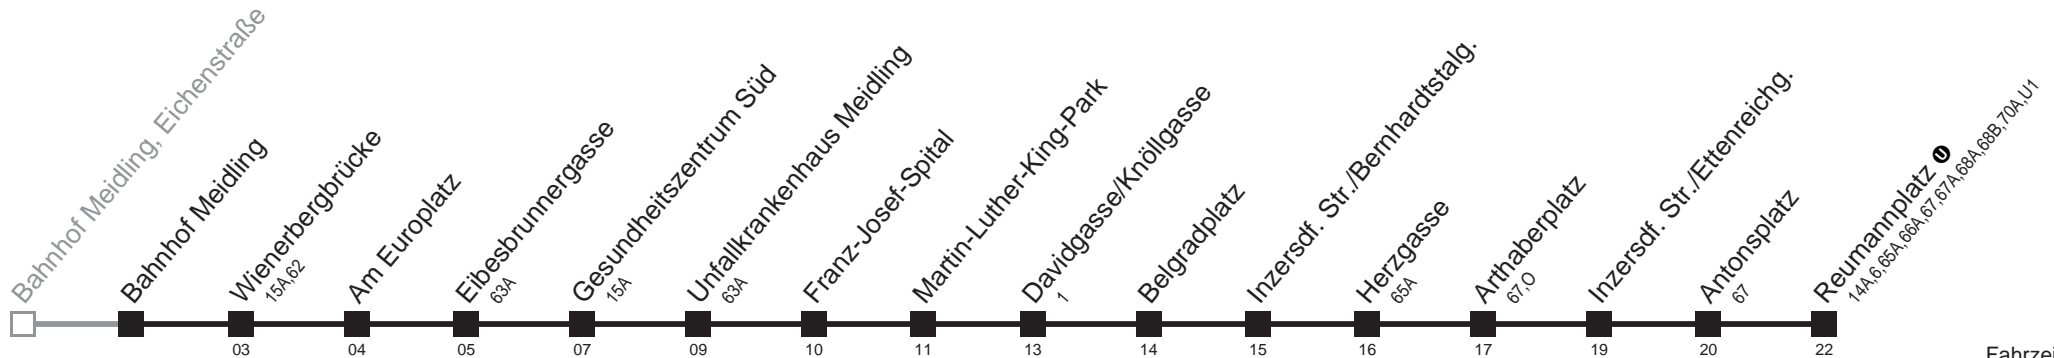 Bahnhof Meidling, Eichenstraße
Bahnhof Meidling
Wienerbergbrücke
15A,62
03
Am Europlatz
04
Eibesbrunnergasse
63A
05
Gesundheitszentrum Süd
15A
07
Unfallkrankenhaus Meidling
63A
09
Franz-Josef-Spital
10
Martin-Luther-King-Park
11
Davidgasse/Knöllgasse
1
13
Belgradplatz
14
Inzersdf. Str./Bernhardtstalg.
15
Herzgasse
65A
16
Arthaberplatz
67,O
17
Inzersdf. Str./Ettenreichg.
19
Antonsplatz
67
20
Reumannplatz U
14A,6,65A,66A,67,67A,68A,68B,70A,U1
22
Fahrzei